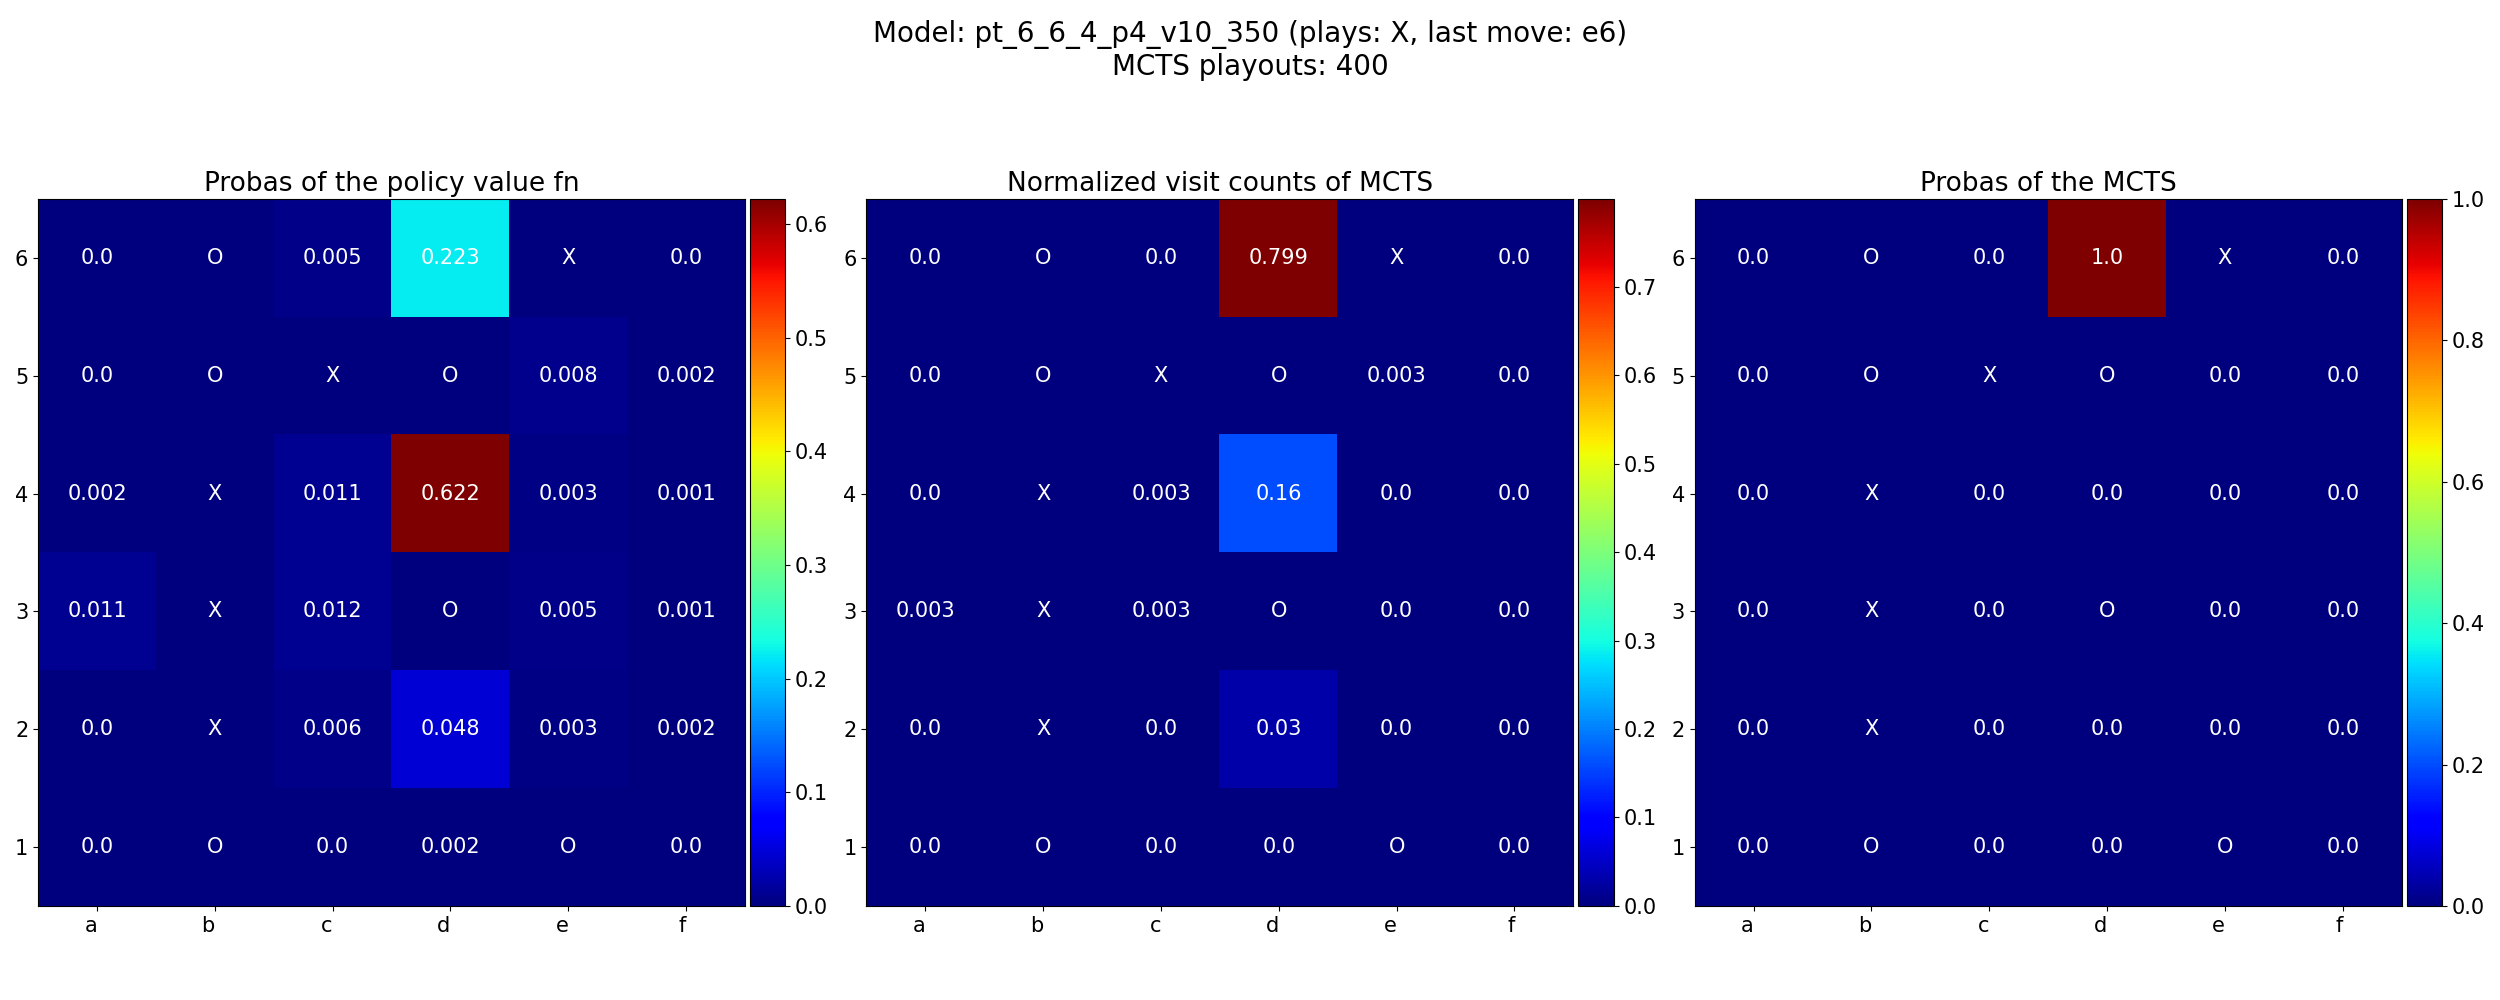 Model: pt_6_6_4_p4_v10_350 (plays: X, last move: e6)
MCTS playouts: 400
Probas of the policy value fn
6 0.0 O 0.005 0.223 X 0.0
5 0.0 O X O 0.008 0.002
4 0.002 X 0.011 0.622 0.003 0.001
3 0.011 X 0.012 O 0.005 0.001
2 0.0 X 0.006 0.048 0.003 0.002
1 0.0 O 0.0 0.002 O 0.0
a b c d e f
0.6
0.5
0.4
0.3
0.2
0.1
0.0
Normalized visit counts of MCTS
6 0.0 O 0.0 0.799 X 0.0
5 0.0 O X O 0.003 0.0
4 0.0 X 0.003 0.16 0.0 0.0
3 0.003 X 0.003 O 0.0 0.0
2 0.0 X 0.0 0.03 0.0 0.0
1 0.0 O 0.0 0.0 O 0.0
a b c d e f
0.7
0.6
0.5
0.4
0.3
0.2
0.1
0.0
Probas of the MCTS
6 0.0 O 0.0 1.0 X 0.0
5 0.0 O X O 0.0 0.0
4 0.0 X 0.0 0.0 0.0 0.0
3 0.0 X 0.0 O 0.0 0.0
2 0.0 X 0.0 0.0 0.0 0.0
1 0.0 O 0.0 0.0 O 0.0
a b c d e f
1.0
0.8
0.6
0.4
0.2
0.0